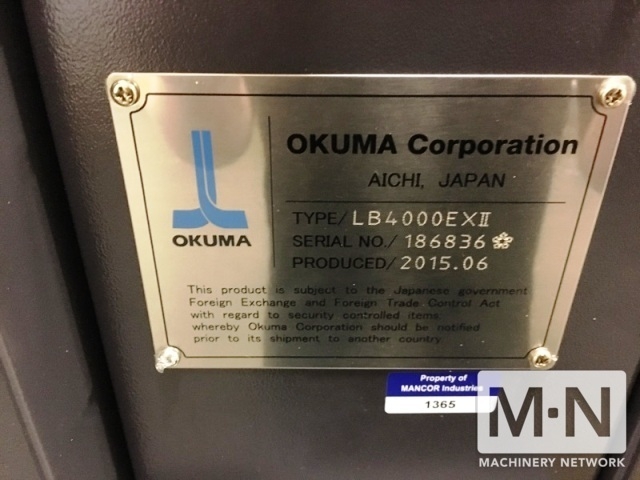 OKUMA Corporation
AICHI, JAPAN
OKUMA
TYPE/LB4000EXⅡ
SERIAL NO./186836
PRODUCED/2015.06
This product is subject to the Japanese government
Foreign Exchange and Foreign Trade Control Act
with regard to security controlled items;
whereby Okuma Corporation should be notified
prior to its shipment to another country.
Property of
MANCOR Industries
1365
M·N
MACHINERY NETWORK